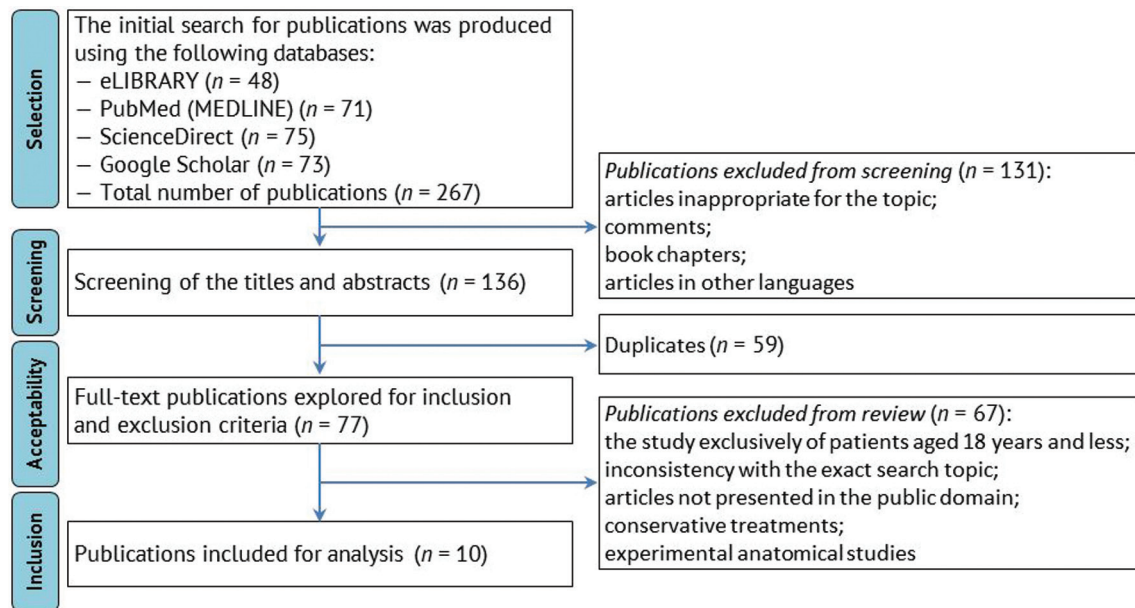 Selection
The initial search for publications was produced
using the following databases:
— eLIBRARY (n = 48)
— PubMed (MEDLINE) (n = 71)
— ScienceDirect (n = 75)
— Google Scholar (n = 73)
— Total number of publications (n = 267)
Publications excluded from screening (n = 131):
articles inappropriate for the topic;
comments;
book chapters;
articles in other languages
Screening
Screening of the titles and abstracts (n = 136)
Duplicates (n = 59)
Acceptability
Full-text publications explored for inclusion
and exclusion criteria (n = 77)
Publications excluded from review (n = 67):
the study exclusively of patients aged 18 years and less;
inconsistency with the exact search topic;
articles not presented in the public domain;
conservative treatments;
experimental anatomical studies
Inclusion
Publications included for analysis (n = 10)